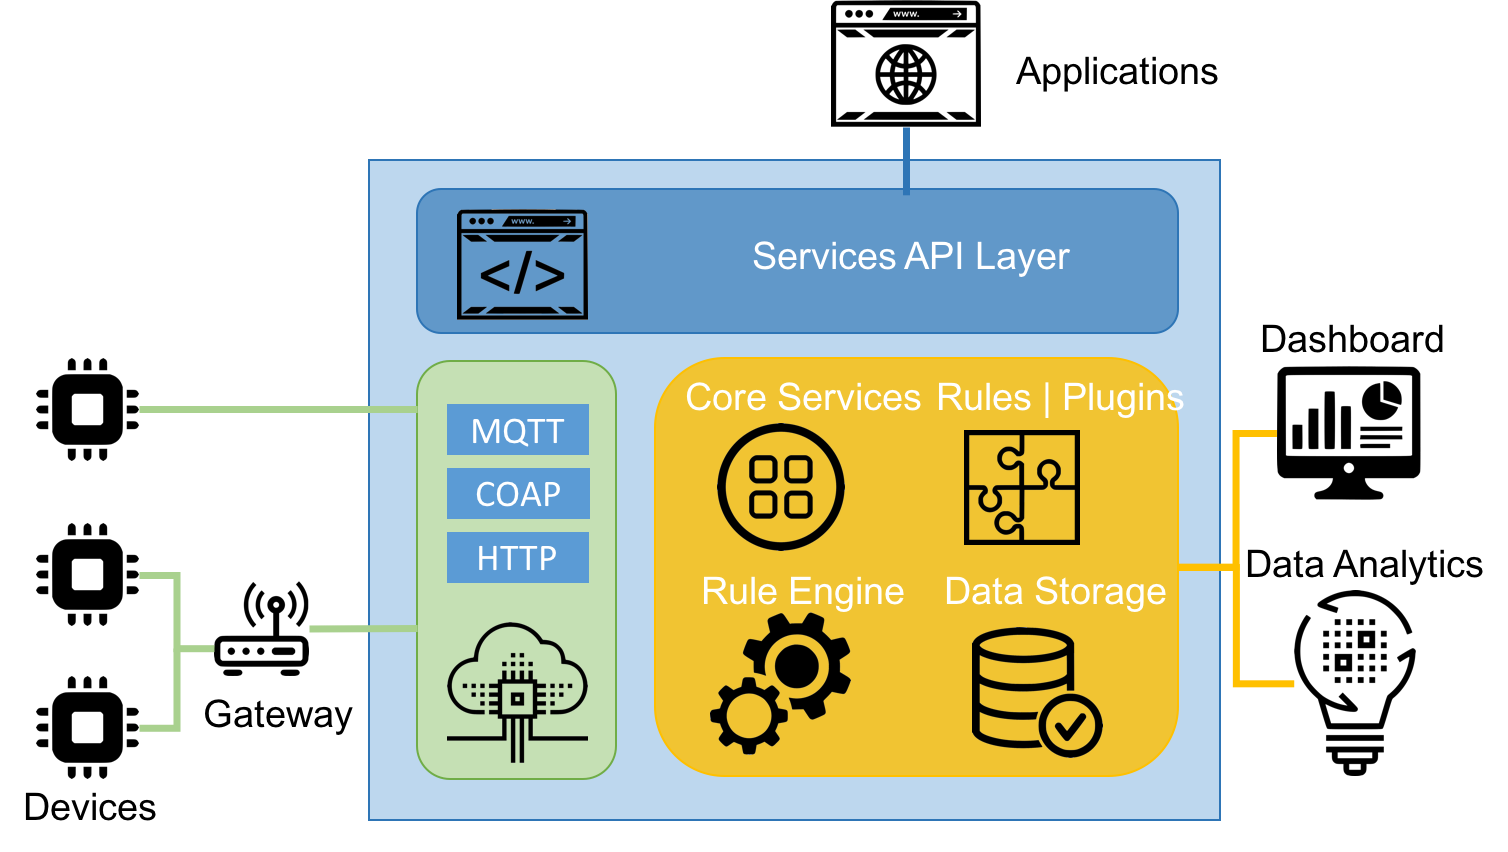 www.
Applications
www.
</>
Services API Layer
Dashboard
Core Services
Rules | Plugins
MQTT
COAP
HTTP
Data Analytics
Rule Engine
Data Storage
Gateway
Devices